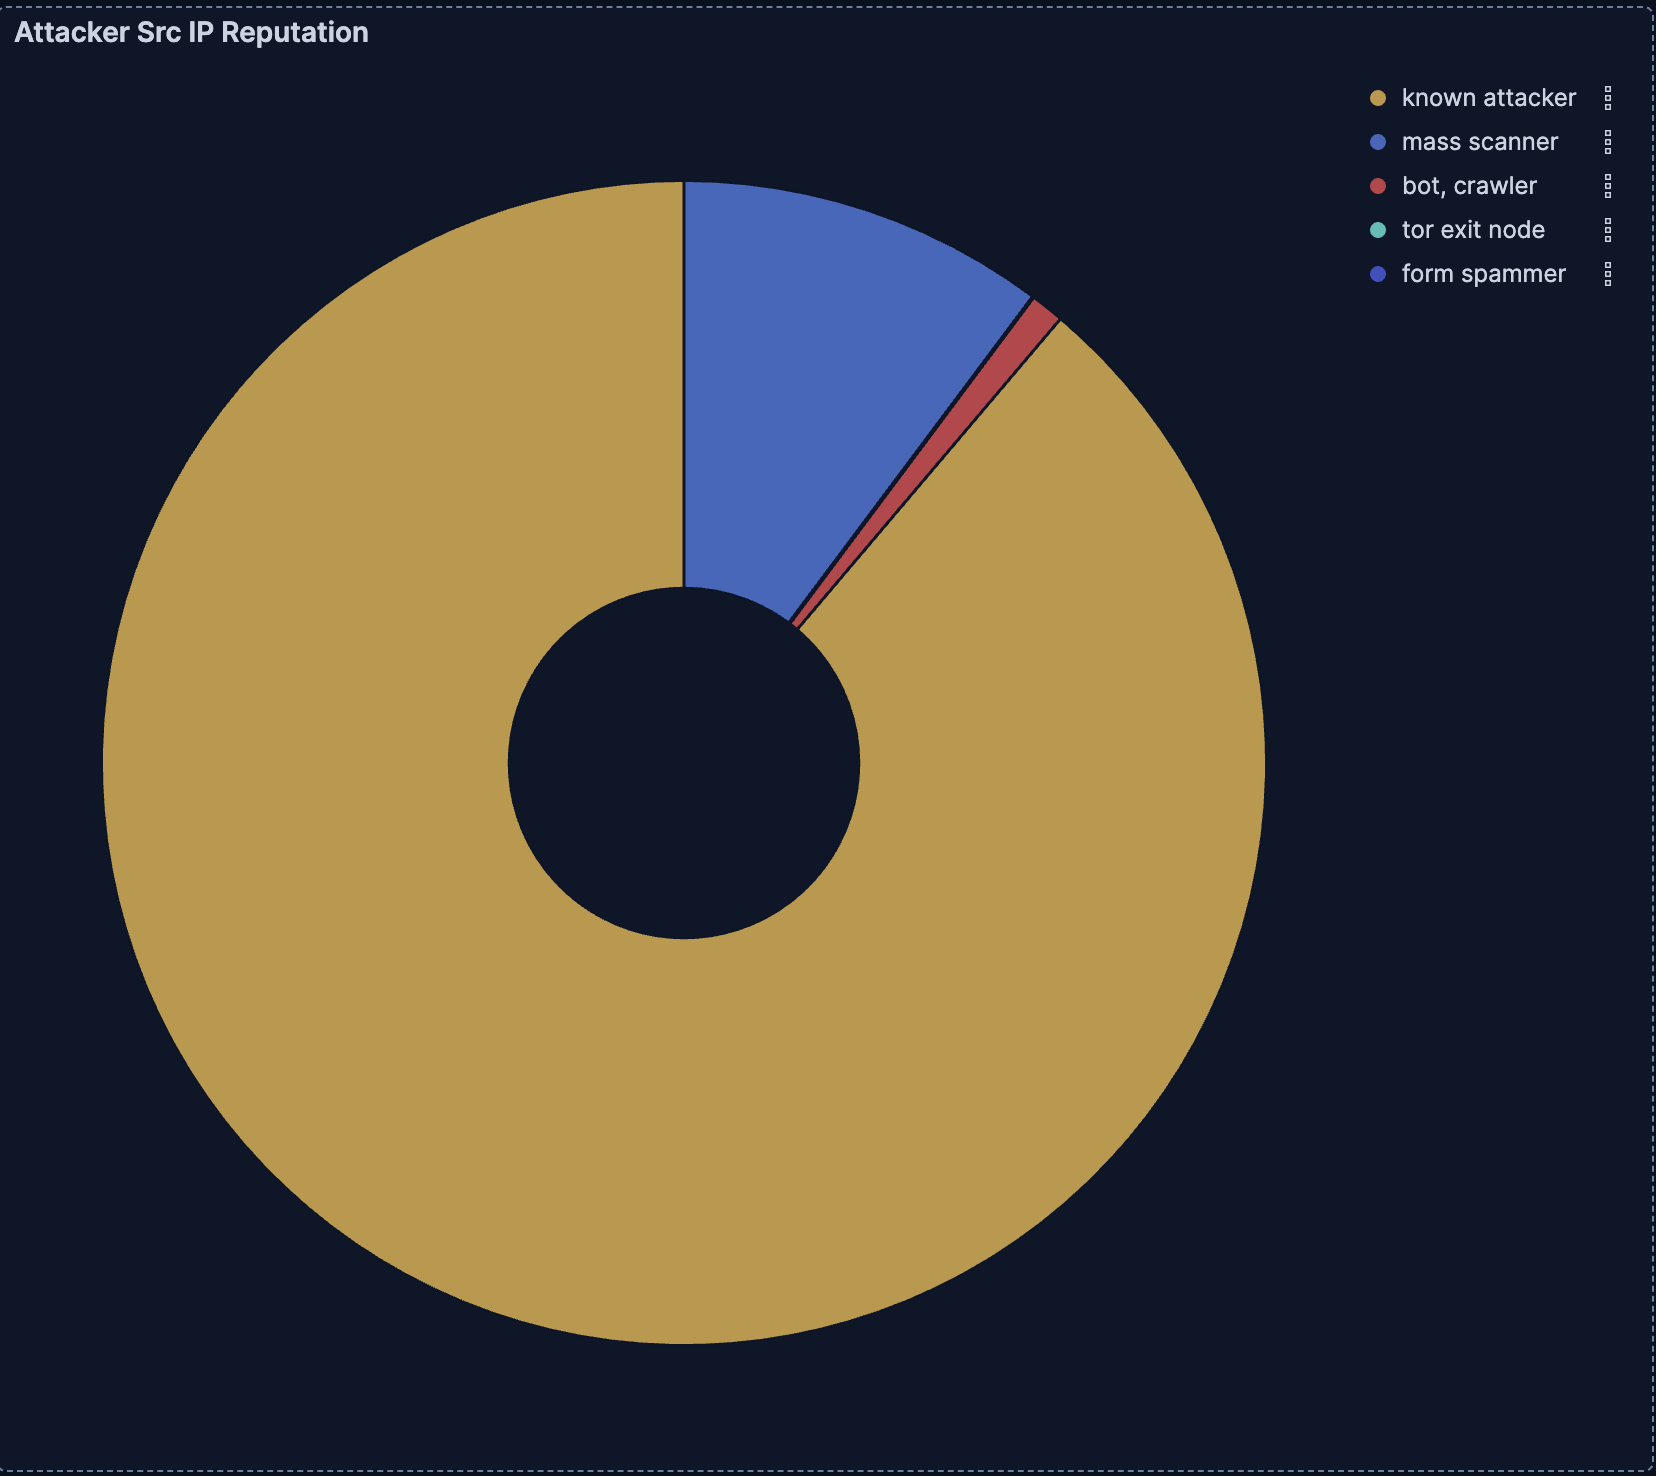 Attacker Src IP Reputation
known attacker
mass scanner
bot, crawler
tor exit node
form spammer